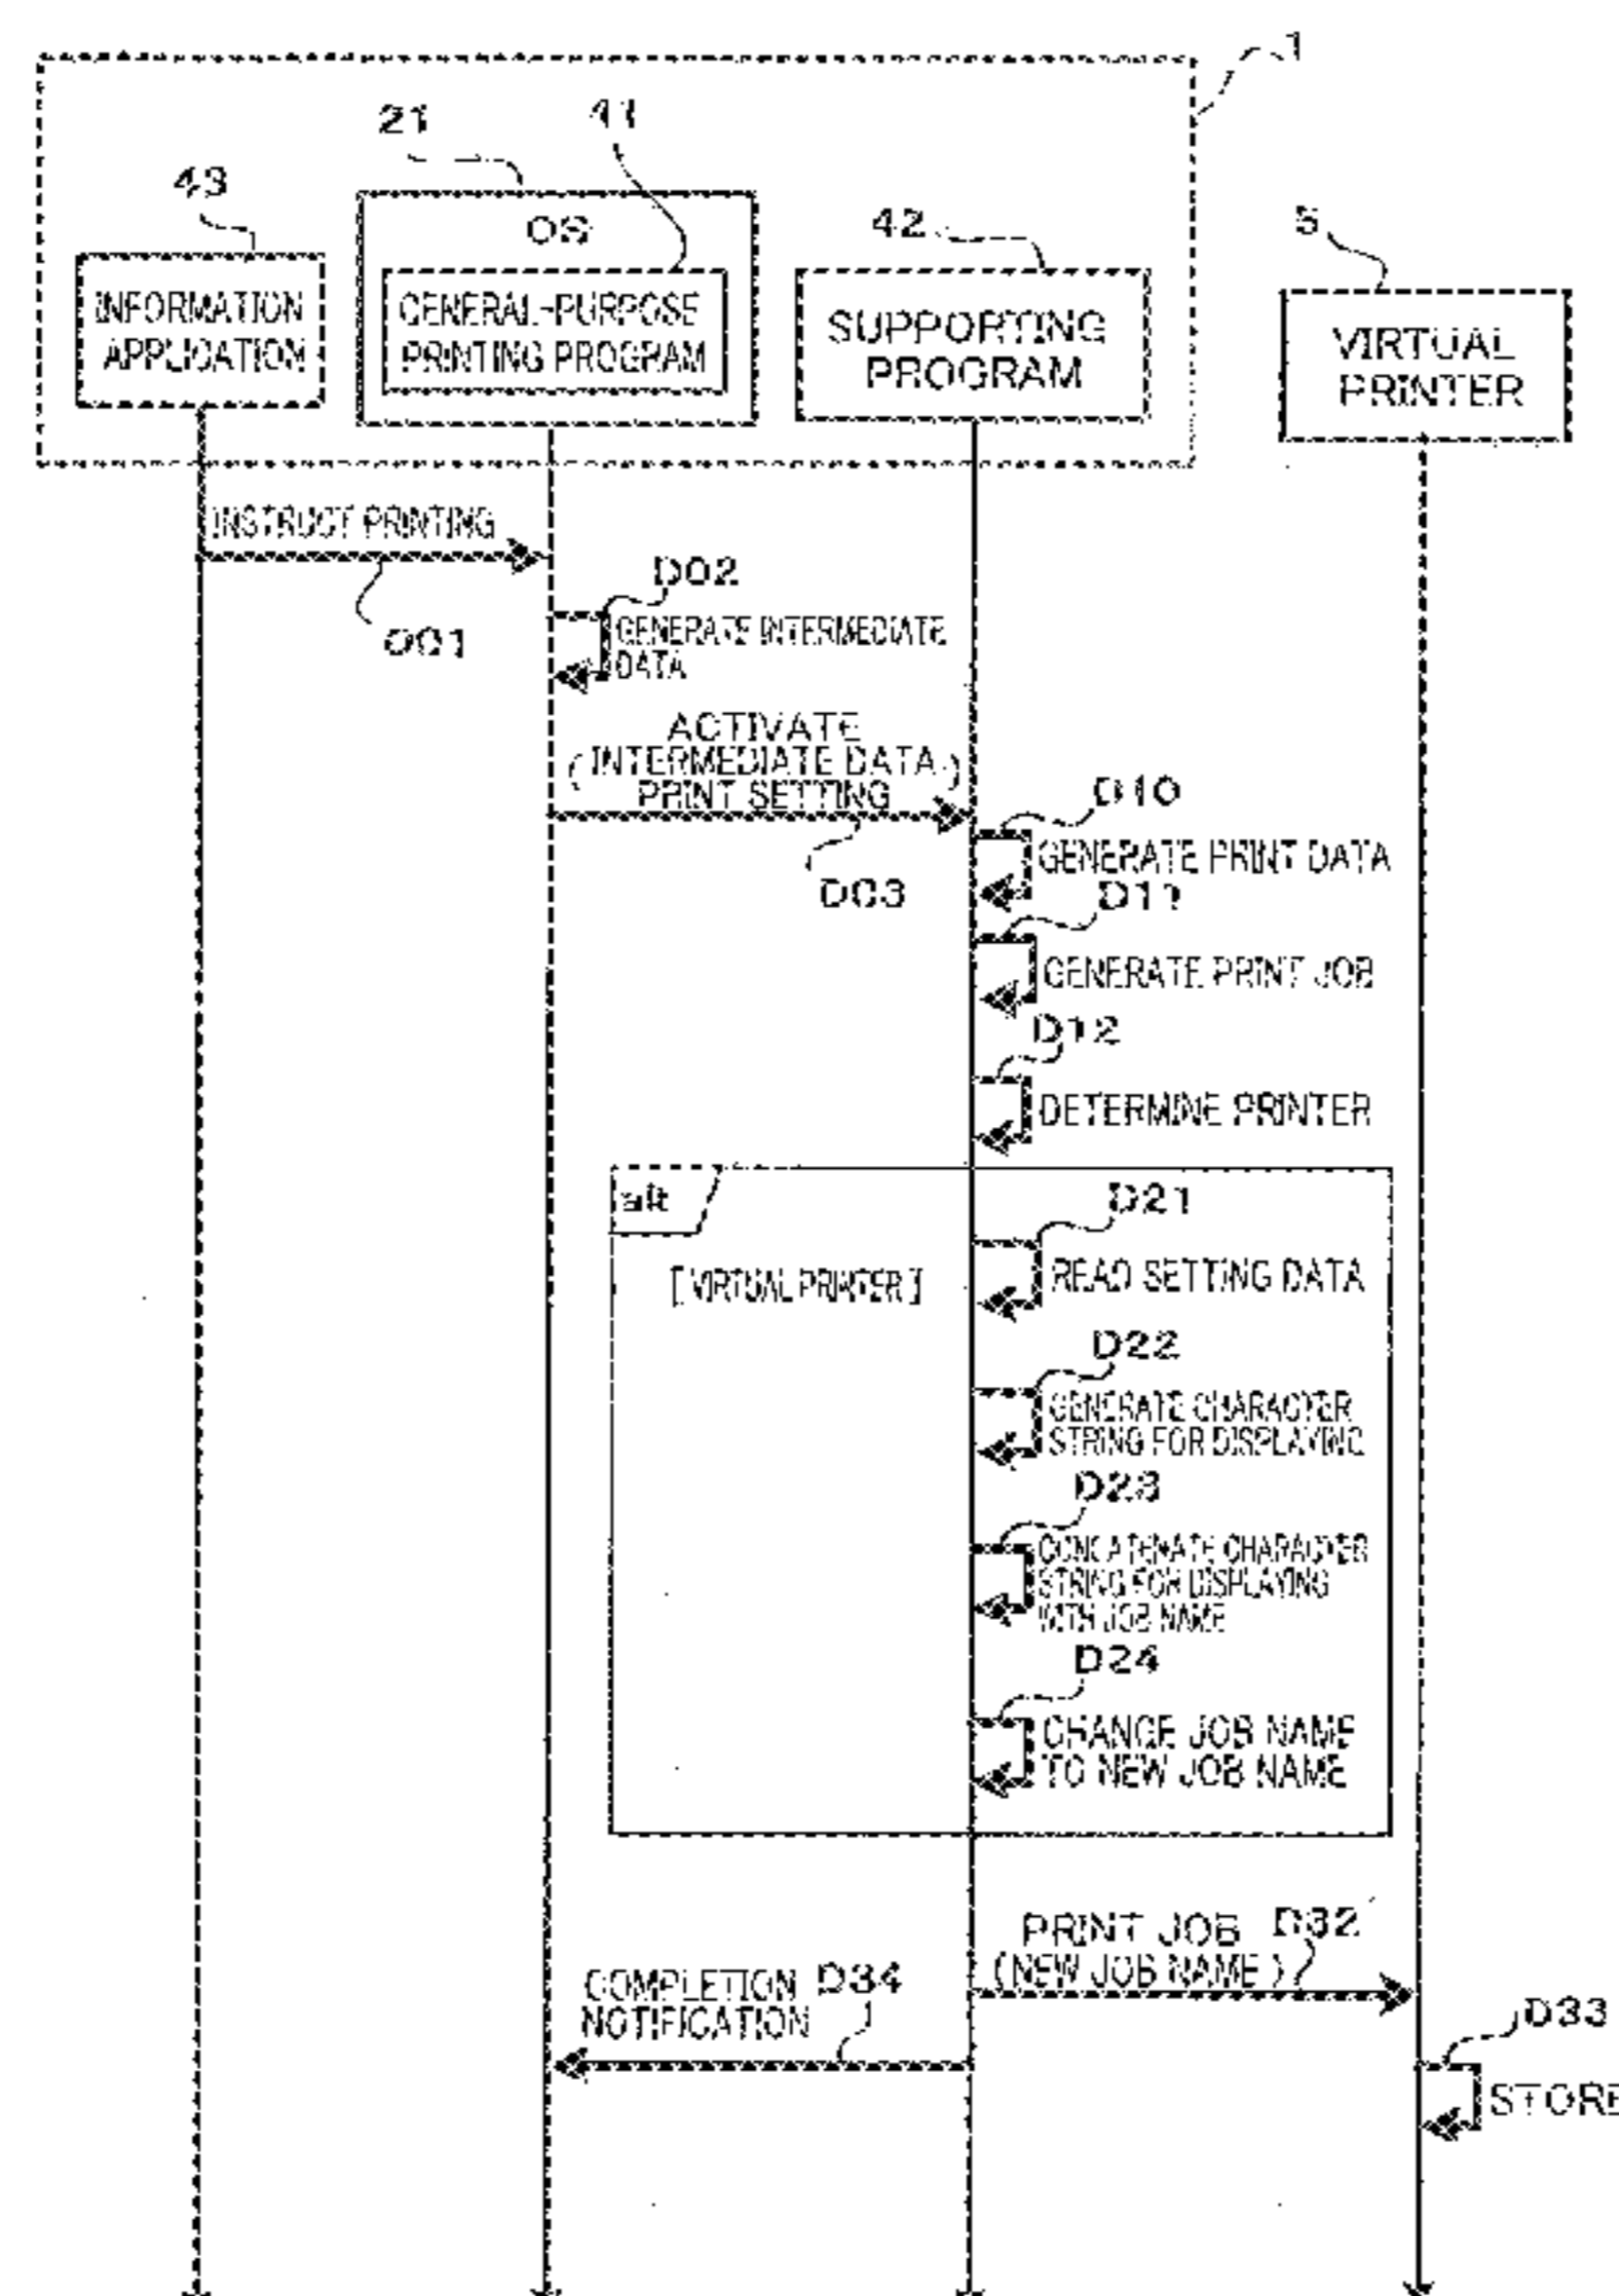 1
21
41
43
OS
42
5
INFORMATION
APPLICATION
GENERAL-PURPOSE
PRINTING PROGRAM
SUPPORTING
PROGRAM
VIRTUAL
PRINTER
INSTRUCT PRINTING
D01
D02
GENERATE INTERMEDIATE
DATA
ACTIVATE
( INTERMEDIATE DATA, )
PRINT SETTING
D03
D10
GENERATE PRINT DATA
D11
GENERATE PRINT JOB
D12
DETERMINE PRINTER
alt
[ VIRTUAL PRINTER ]
D21
READ SETTING DATA
D22
GENERATE CHARACTER
STRING FOR DISPLAYING
D23
CONCATENATE CHARACTER
STRING FOR DISPLAYING
WITH JOB NAME
D24
CHANGE JOB NAME
TO NEW JOB NAME
PRINT JOB
(NEW JOB NAME)
D32
COMPLETION
NOTIFICATION
D34
D33
STORE